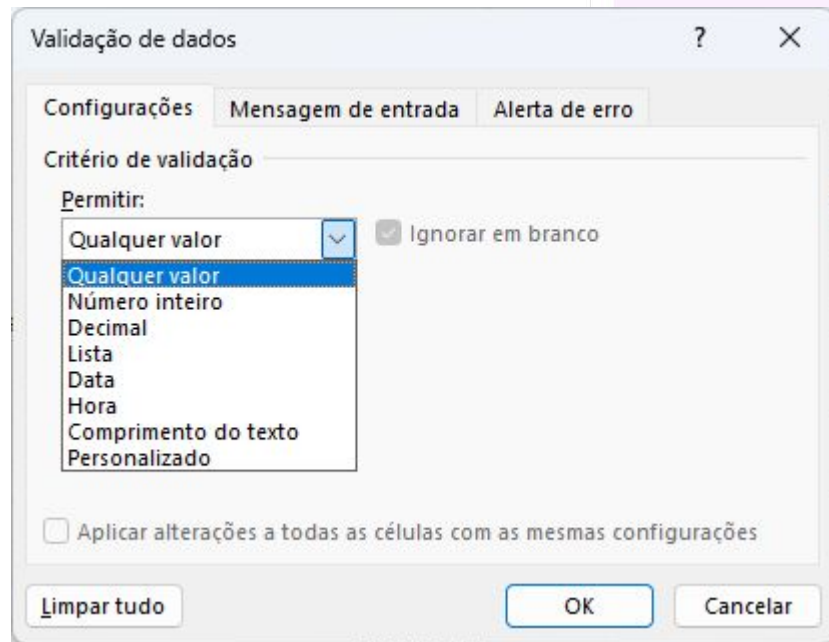 Validação de dados ?
Configurações Mensagem de entrada Alerta de erro
Critério de validação
Permitir:
Qualquer valor Ignorar em branco
Qualquer valor
Número inteiro
Decimal
Lista
Data
Hora
Comprimento do texto
Personalizado
Aplicar alterações a todas as células com as mesmas configurações
Limpar tudo OK Cancelar